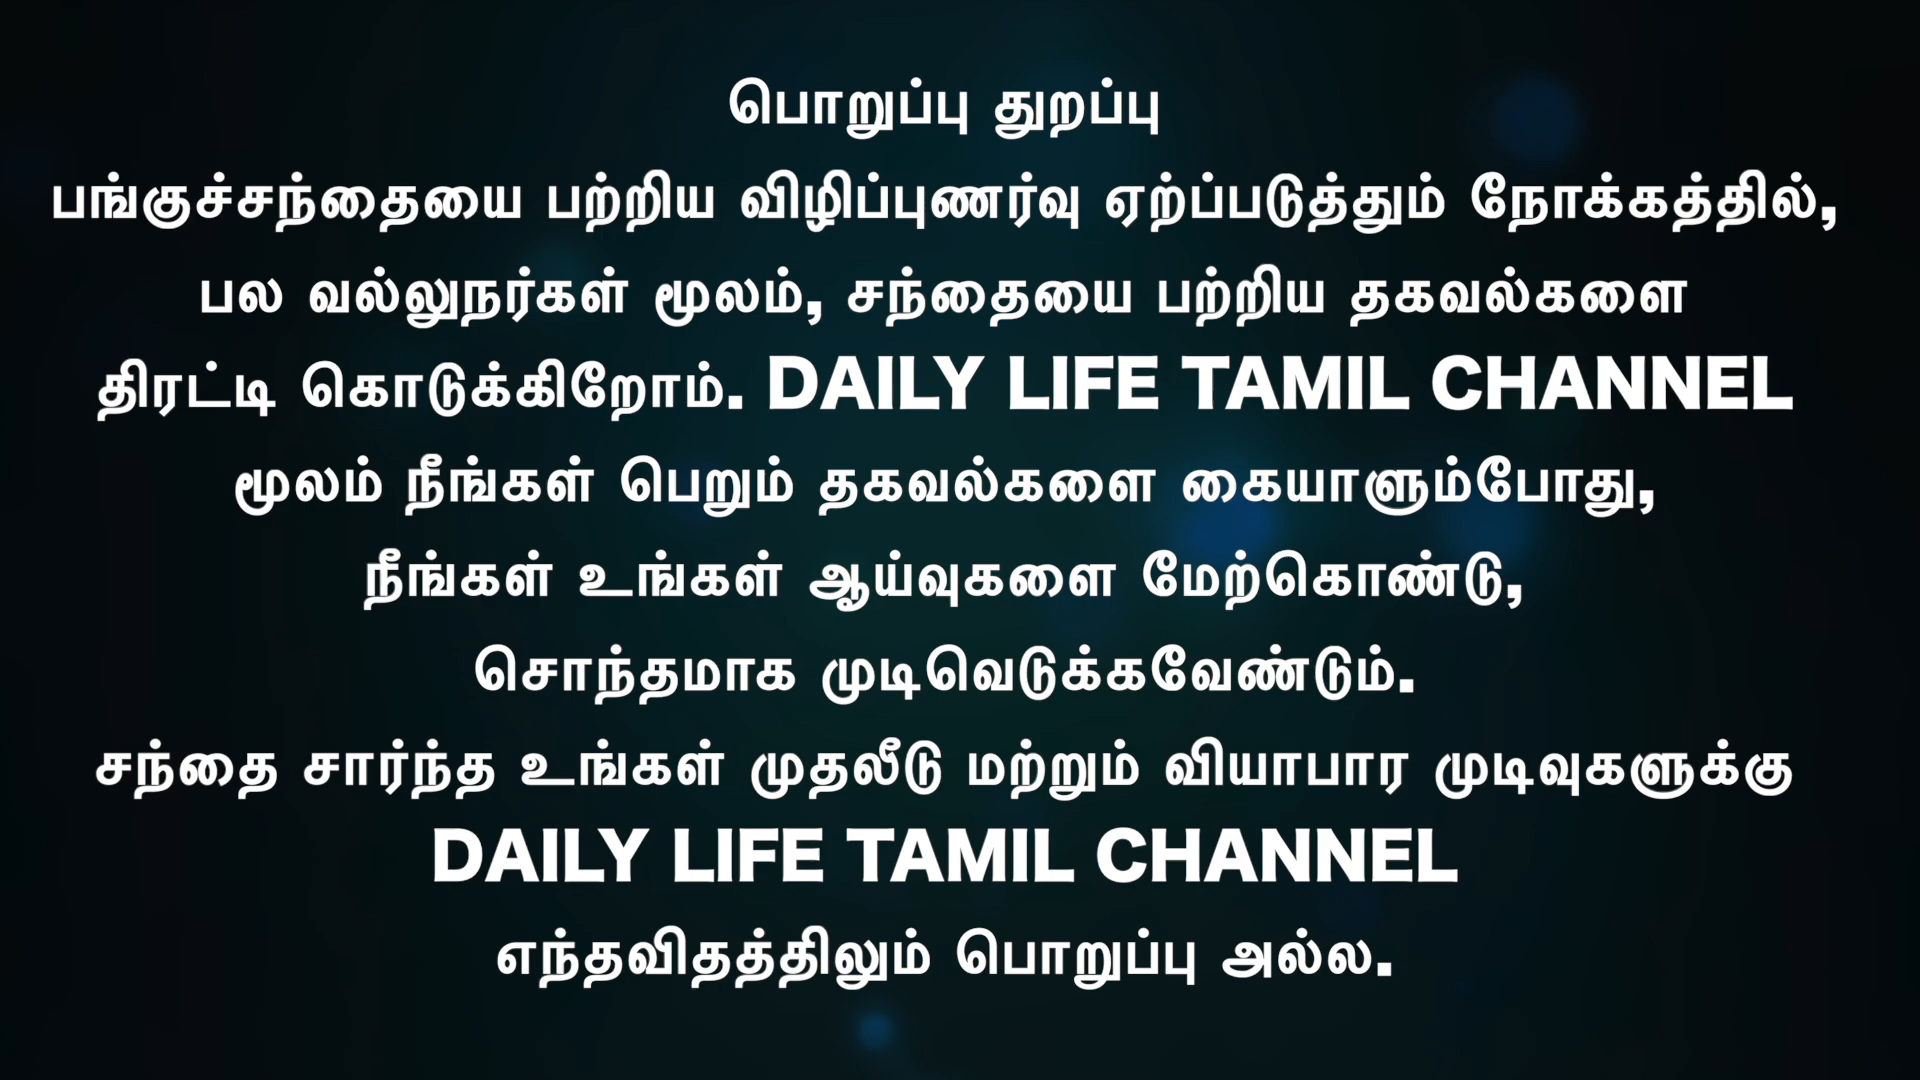 பொறுப்பு துறப்பு
பங்குச்சந்தையை பற்றிய விழிப்புணர்வு ஏற்ப்படுத்தும் நோக்கத்தில்,
பல வல்லுநர்கள் மூலம், சந்தையை பற்றிய தகவல்களை
திரட்டி கொடுக்கிறோம். DAILY LIFE TAMIL CHANNEL
மூலம் நீங்கள் பெறும் தகவல்களை கையாளும்போது,
நீங்கள் உங்கள் ஆய்வுகளை மேற்கொண்டு,
சொந்தமாக முடிவெடுக்கவேண்டும்.
சந்தை சார்ந்த உங்கள் முதலீடு மற்றும் வியாபார முடிவுகளுக்கு
DAILY LIFE TAMIL CHANNEL
எந்தவிதத்திலும் பொறுப்பு அல்ல.